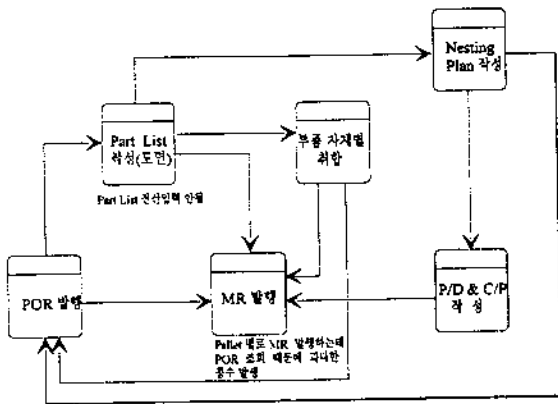 Nesting
Plan 작성
Part List
작성(도면)
부품 자재별
취합
Part List 전산입력 안됨
POR 발행
MR 발행
P/D & C/P
작 성
Pallet 별로 MR 발행하는데
POR 조회 때문에 과다한
공수 발생